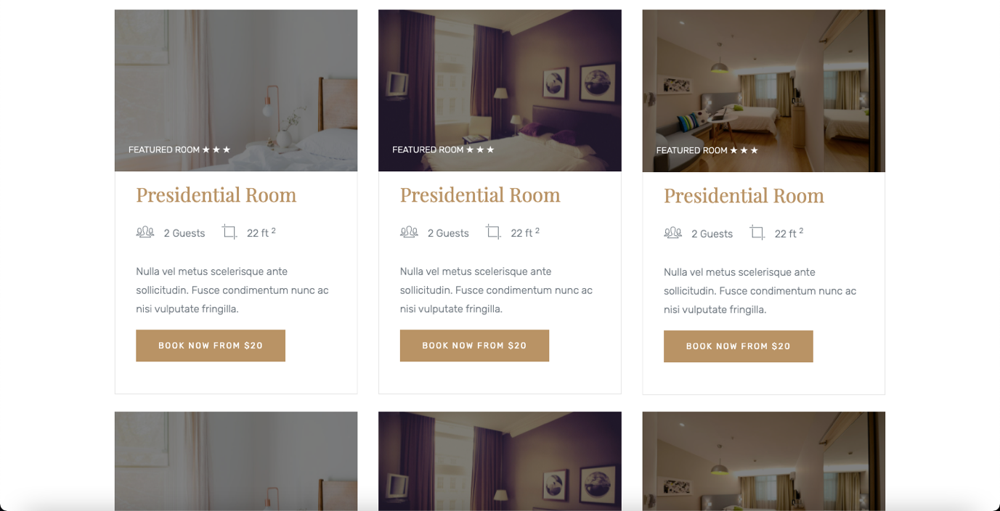 FEATURED ROOM ★ ★ ★
Presidential Room
2 Guests 22 ft ²
Nulla vel metus scelerisque ante
sollicitudin. Fusce condimentum nunc ac
nisi vulputate fringilla.
BOOK NOW FROM $20
FEATURED ROOM ★ ★ ★
Presidential Room
2 Guests 22 ft ²
Nulla vel metus scelerisque ante
sollicitudin. Fusce condimentum nunc ac
nisi vulputate fringilla.
BOOK NOW FROM $20
FEATURED ROOM ★ ★ ★
Presidential Room
2 Guests 22 ft ²
Nulla vel metus scelerisque ante
sollicitudin. Fusce condimentum nunc ac
nisi vulputate fringilla.
BOOK NOW FROM $20